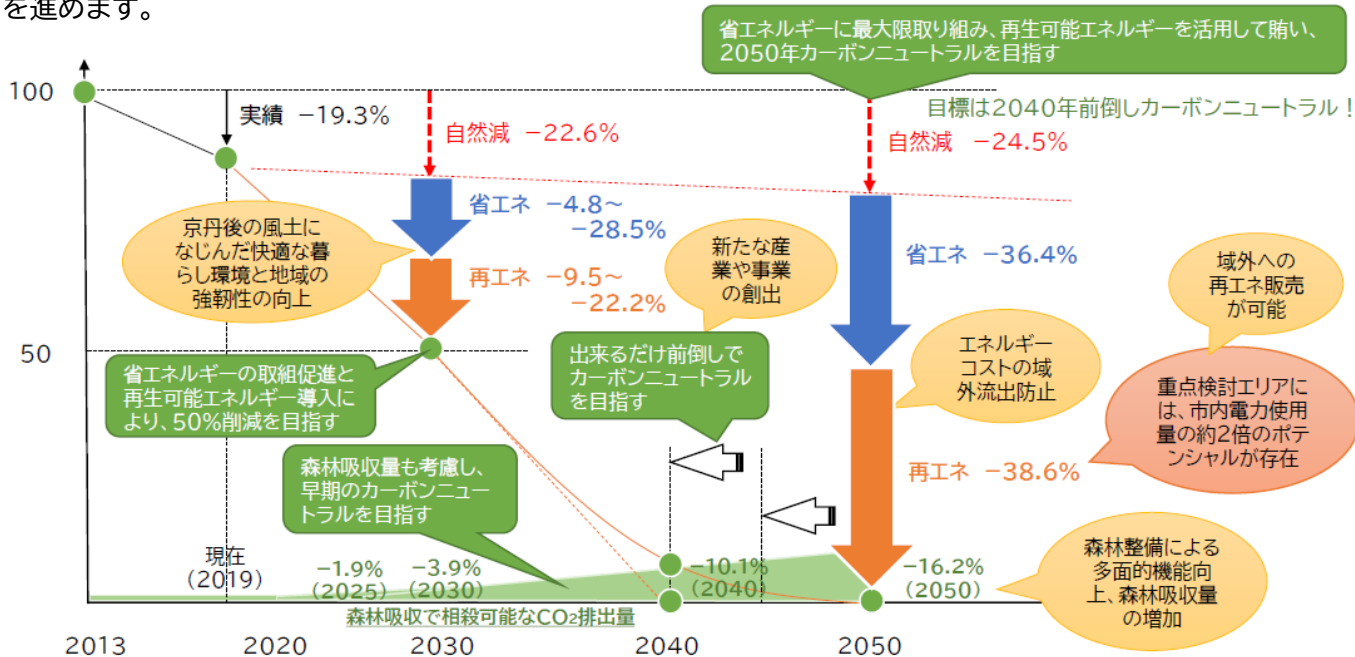 を進めます。
省エネルギーに最大限取り組み、再生可能エネルギーを活用して賄い、
2050年カーボンニュートラルを目指す
100
実績 −19.3%
目標は2040年前倒しカーボンニュートラル！
自然減 −22.6%
自然減 −24.5%
省エネ −4.8～
−28.5%
京丹後の風土に
なじんだ快適な暮
らし環境と地域の
強靭性の向上
新たな産
業や事業
の創出
省エネ −36.4%
域外への
再エネ販売
が可能
再エネ −9.5～
−22.2%
50
出来るだけ前倒しで
カーボンニュートラル
を目指す
エネルギー
コストの域
外流出防止
省エネルギーの取組促進と
再生可能エネルギー導入に
より、50%削減を目指す
重点検討エリアに
は、市内電力使用
量の約2倍のポテ
ンシャルが存在
森林吸収量も考慮し、
早期のカーボンニュー
トラルを目指す
再エネ −38.6%
現在
（2019）
−1.9%
（2025）
−3.9%
（2030）
−10.1%
（2040）
−16.2%
（2050）
森林整備による
多面的機能向
上、森林吸収量
の増加
森林吸収で相殺可能なCO2排出量
2013
2020
2030
2040
2050